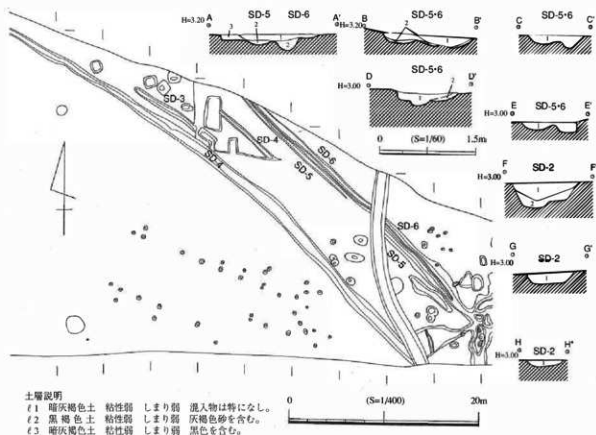 A SD-5 SD-6 A'
H=3.20
3 2 1 2
B SD-5•6 B'
H=3.20
2 1
C SD-5•6 C'
1
D SD-5•6 D'
H=3.00
1 2
0 (S=1/60) 1.5m
E SD-5•6 E'
H=3.00
1
F SD-2 F'
H=3.00
1
2
G SD-2 G'
H=3.00
1
H SD-2 H'
H=3.00
1
SD-3
SD-4
SD-4
SD-6
SD-5
SD-6
SD-5
0 (S=1/400) 20m
土層説明
ℓ1 暗灰褐色土 粘性弱 しまり弱 混入物は特になし。
ℓ2 黒褐色土 粘性弱 しまり弱 灰褐色砂を含む。
ℓ3 暗灰褐色土 粘性弱 しまり弱 黒色を含む。